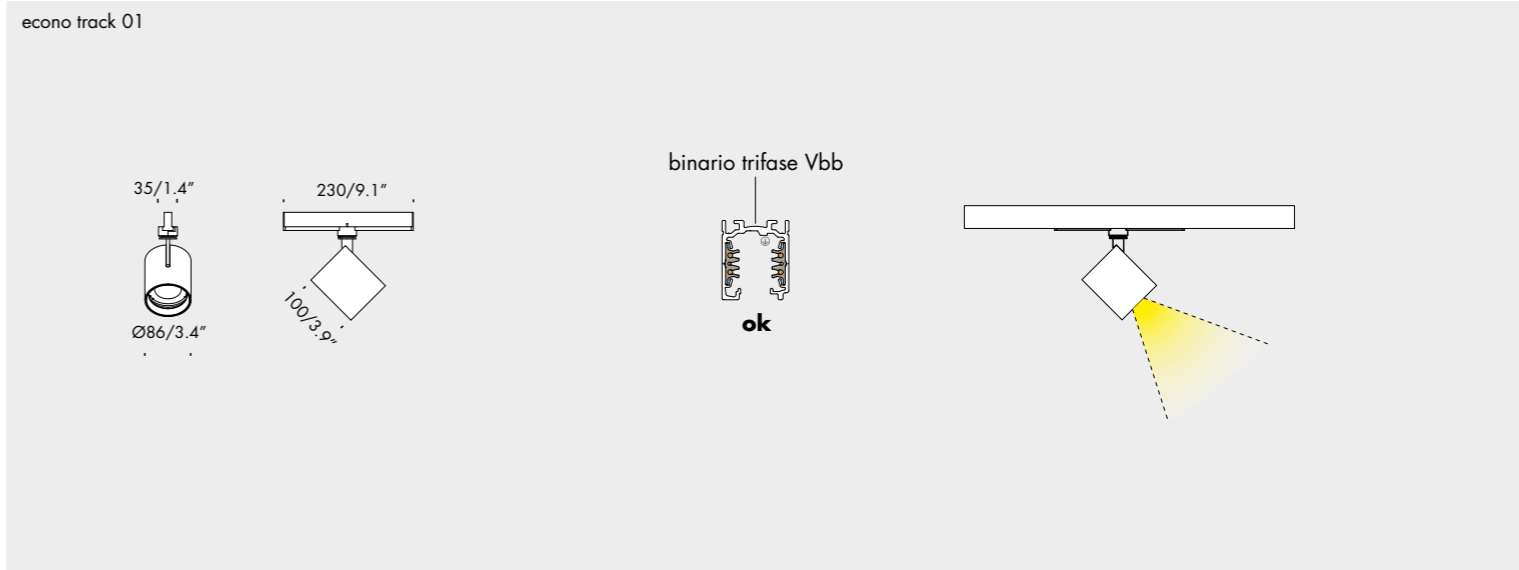 econo track 01
35/1.4"
230/9.1"
100/3.9"
Ø86/3.4"
binario trifase Vbb
ok